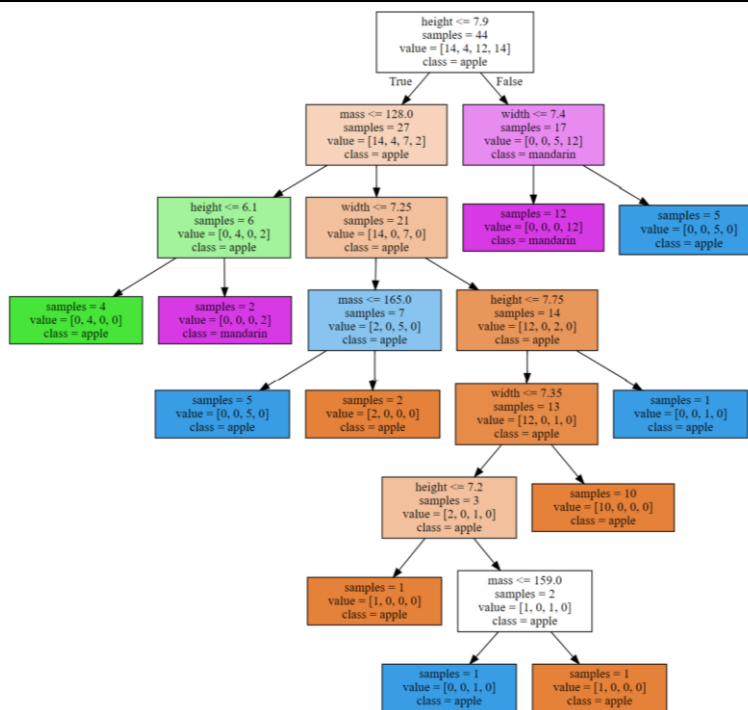 height <= 7.9
samples = 44
value = [14, 4, 12, 14]
class = apple
True
False
mass <= 128.0
samples = 27
value = [14, 4, 7, 2]
class = apple
width <= 7.4
samples = 17
value = [0, 0, 5, 12]
class = mandarin
height <= 6.1
samples = 6
value = [0, 4, 0, 2]
class = apple
width <= 7.25
samples = 21
value = [14, 0, 7, 0]
class = apple
samples = 12
value = [0, 0, 0, 12]
class = mandarin
samples = 5
value = [0, 0, 5, 0]
class = apple
samples = 4
value = [0, 4, 0, 0]
class = apple
samples = 2
value = [0, 0, 0, 2]
class = mandarin
mass <= 165.0
samples = 7
value = [2, 0, 5, 0]
class = apple
height <= 7.75
samples = 14
value = [12, 0, 2, 0]
class = apple
samples = 5
value = [0, 0, 5, 0]
class = apple
samples = 2
value = [2, 0, 0, 0]
class = apple
width <= 7.35
samples = 13
value = [12, 0, 1, 0]
class = apple
samples = 1
value = [0, 0, 1, 0]
class = apple
height <= 7.2
samples = 3
value = [2, 0, 1, 0]
class = apple
samples = 10
value = [10, 0, 0, 0]
class = apple
samples = 1
value = [1, 0, 0, 0]
class = apple
mass <= 159.0
samples = 2
value = [1, 0, 1, 0]
class = apple
samples = 1
value = [0, 0, 1, 0]
class = apple
samples = 1
value = [1, 0, 0, 0]
class = apple